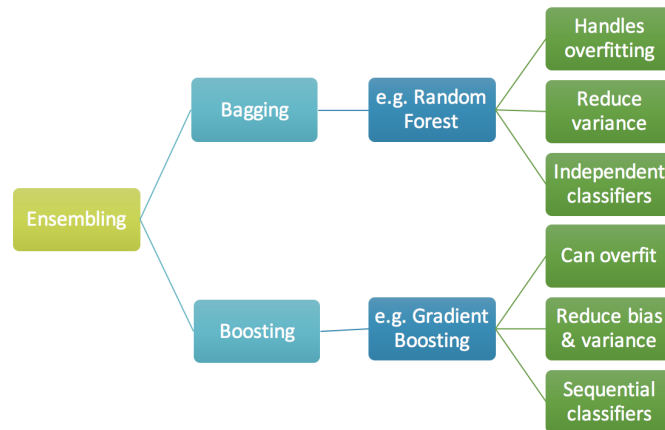 Ensembling
Bagging
e.g. Random
Forest
Handles
overfitting
Reduce
variance
Independent
classifiers
Boosting
e.g. Gradient
Boosting
Can overfit
Reduce bias
& variance
Sequential
classifiers